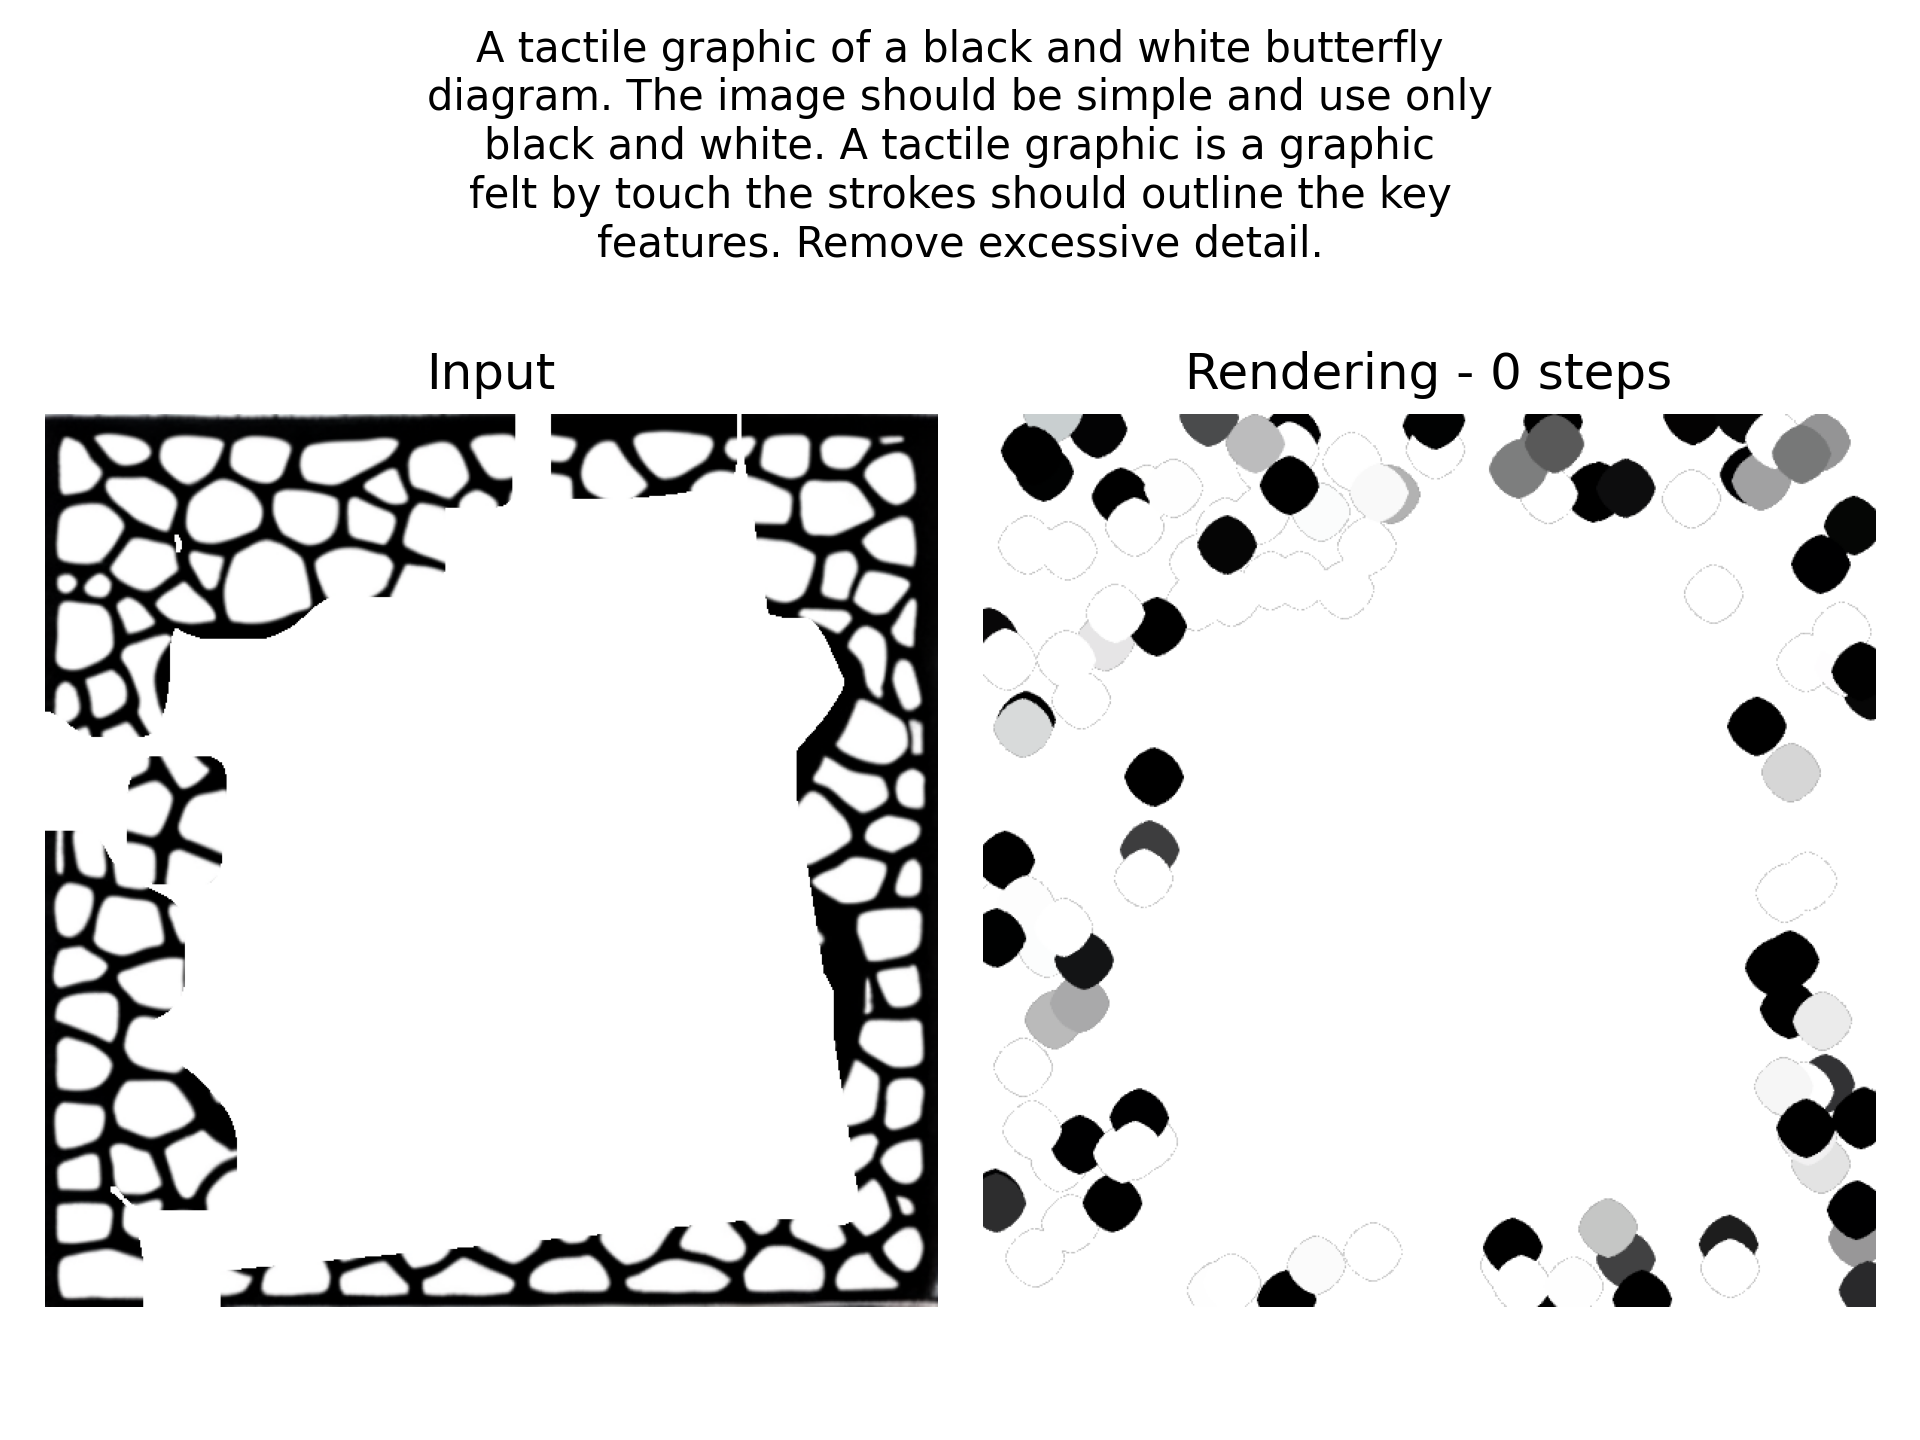 A tactile graphic of a black and white butterfly
diagram. The image should be simple and use only
black and white. A tactile graphic is a graphic
felt by touch the strokes should outline the key
features. Remove excessive detail.
Input
Rendering - 0 steps